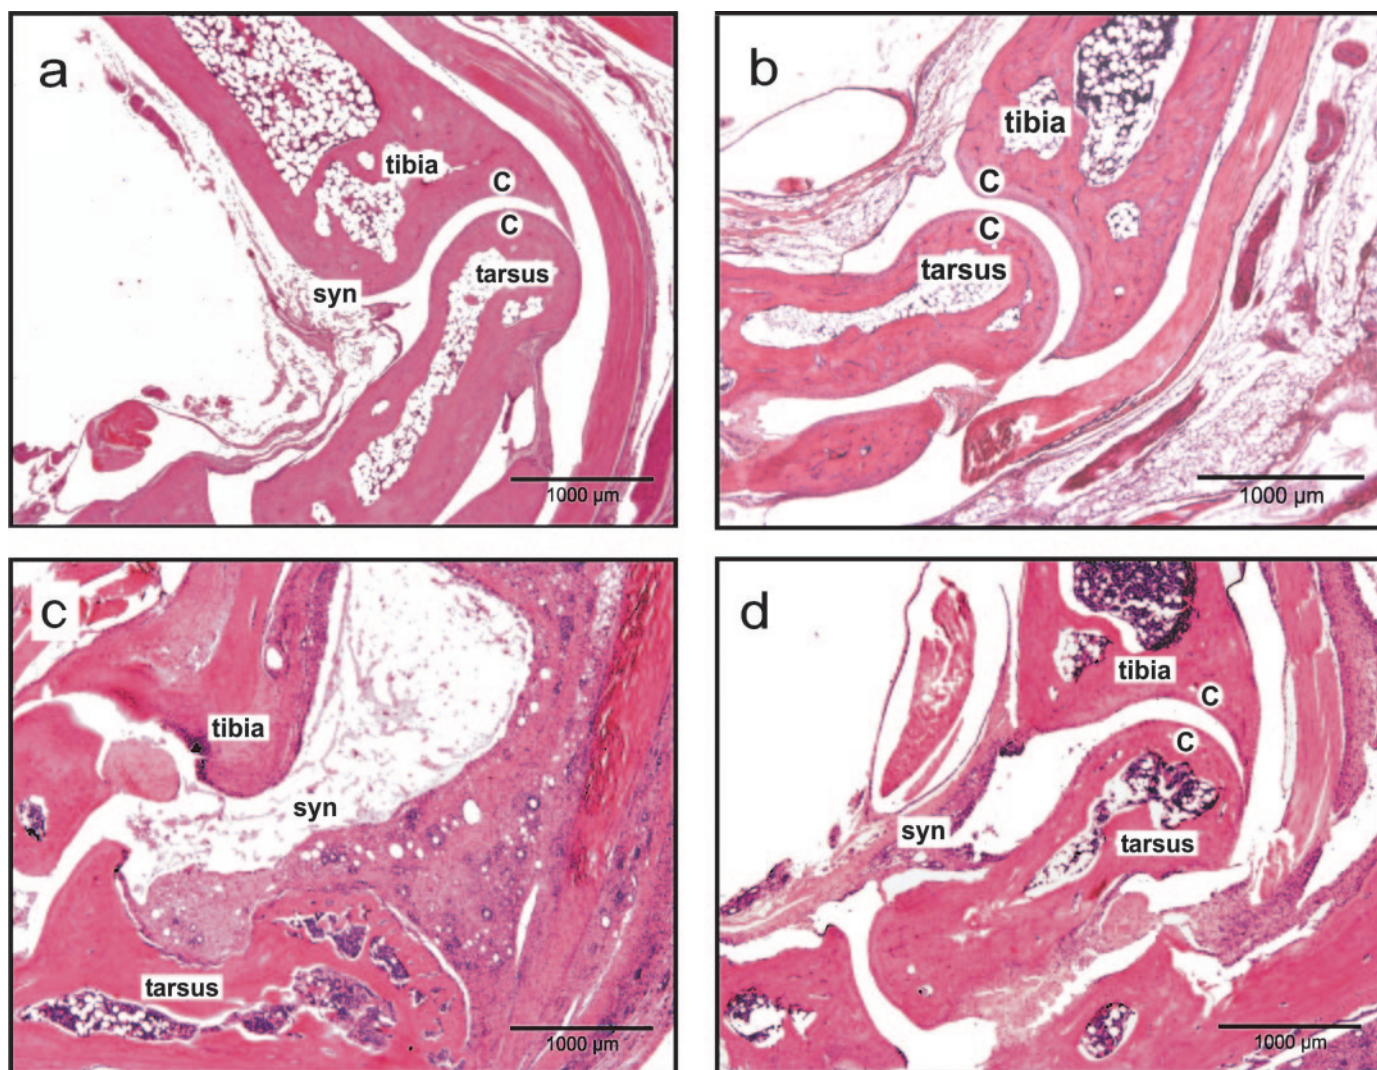 a
tibia
C
C
tarsus
syn
1000 µm
b
tibia
C
C
tarsus
1000 µm
c
tibia
syn
tarsus
1000 µm
d
tibia
C
C
syn
tarsus
1000 µm